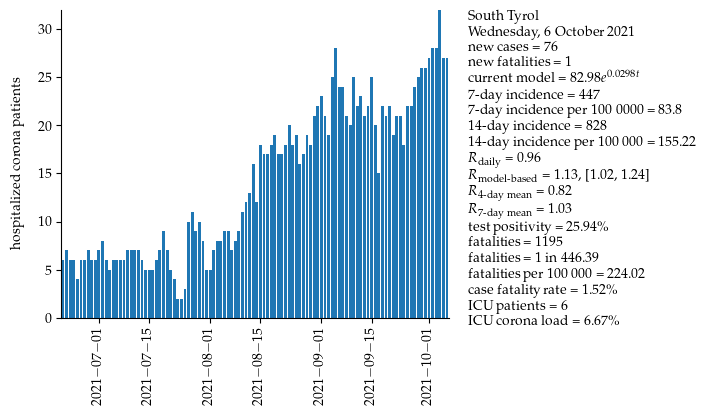 30
25
20
15
10
5
0
hospitalized corona patients
2021−07−01
2021−07−15
2021−08−01
2021−08−15
2021−09−01
2021−09−15
2021−10−01
South Tyrol
Wednesday, 6 October 2021
new cases = 76
new fatalities = 1
current model = 82.98e^0.0298t
7-day incidence = 447
7-day incidence per 100 0000 = 83.8
14-day incidence = 828
14-day incidence per 100 000 = 155.22
R_daily = 0.96
R_model-based = 1.13, [1.02, 1.24]
R_4-day mean = 0.82
R_7-day mean = 1.03
test positivity = 25.94%
fatalities = 1195
fatalities = 1 in 446.39
fatalities per 100 000 = 224.02
case fatality rate = 1.52%
ICU patients = 6
ICU corona load = 6.67%